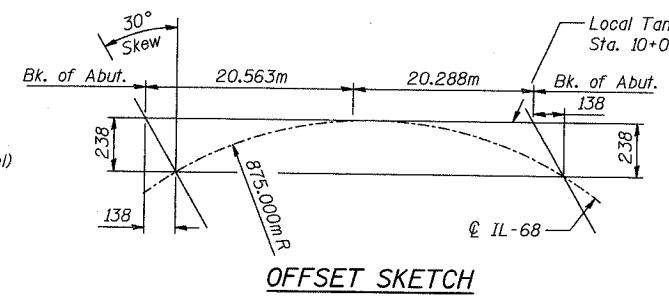 30°
Skew
Local Tan
Sta. 10+0
Bk. of Abut.
20.563m
20.288m
Bk. of Abut.
138
238
238
875.000m R
138
℄ IL-68
OFFSET SKETCH